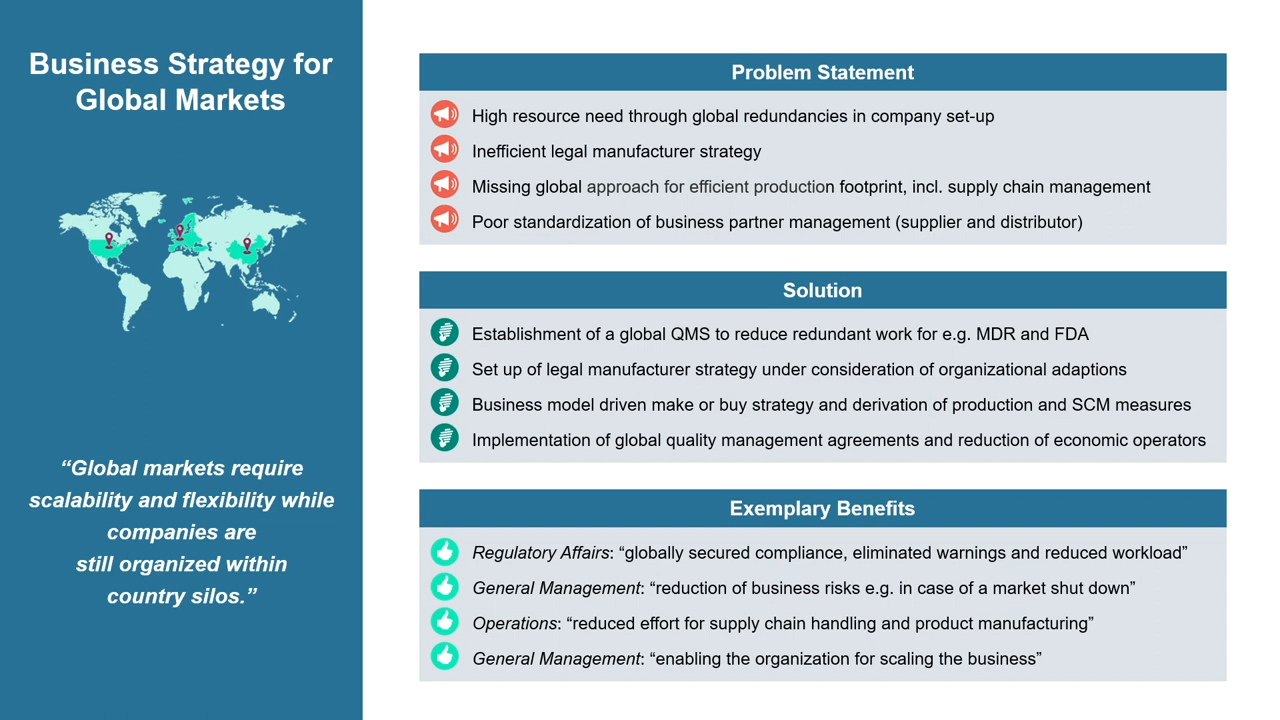 Business Strategy for
Global Markets
“Global markets require
scalability and flexibility while
companies are
still organized within
country silos.”
Problem Statement
High resource need through global redundancies in company set-up
Inefficient legal manufacturer strategy
Missing global approach for efficient production footprint, incl. supply chain management
Poor standardization of business partner management (supplier and distributor)
Solution
Establishment of a global QMS to reduce redundant work for e.g. MDR and FDA
Set up of legal manufacturer strategy under consideration of organizational adaptions
Business model driven make or buy strategy and derivation of production and SCM measures
Implementation of global quality management agreements and reduction of economic operators
Exemplary Benefits
Regulatory Affairs: “globally secured compliance, eliminated warnings and reduced workload”
General Management: “reduction of business risks e.g. in case of a market shut down”
Operations: “reduced effort for supply chain handling and product manufacturing”
General Management: “enabling the organization for scaling the business”